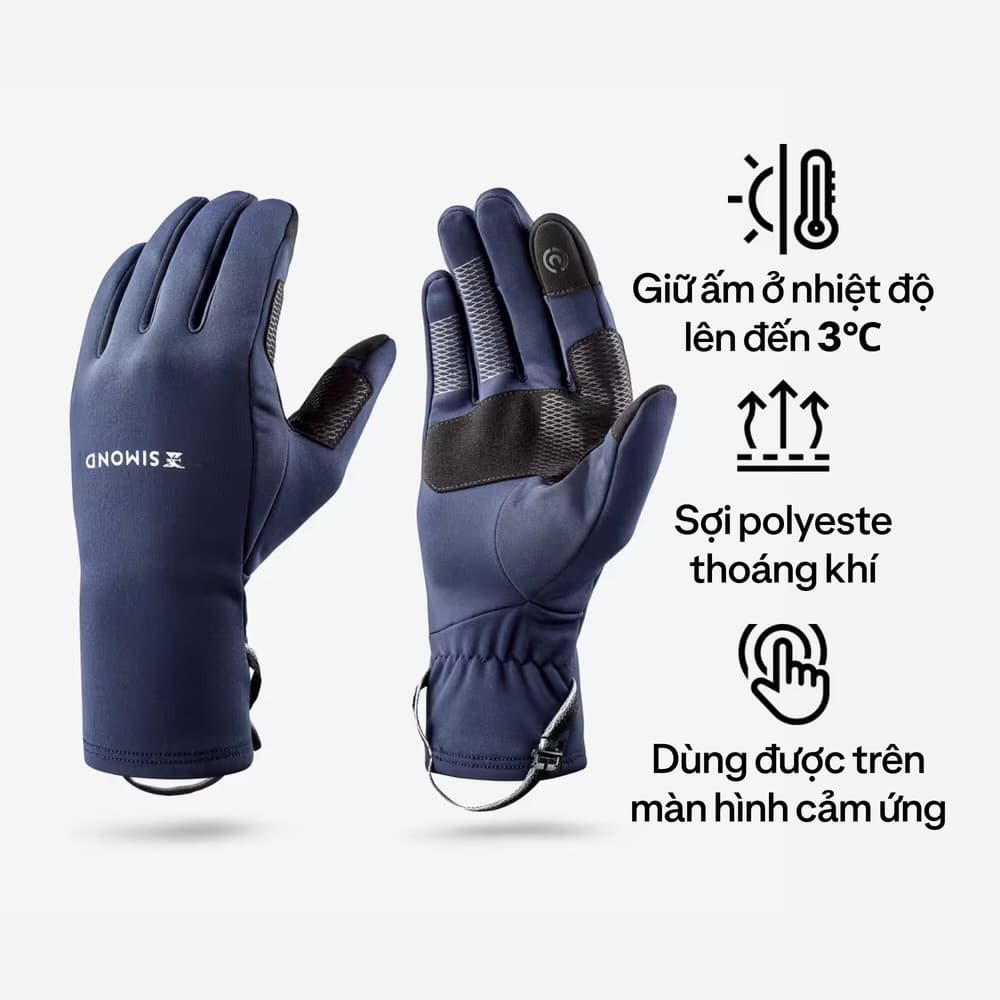 SIMOND
Giữ ấm ở nhiệt độ
lên đến 3°C
Sợi polyeste
thoáng khí
Dùng được trên
màn hình cảm ứng